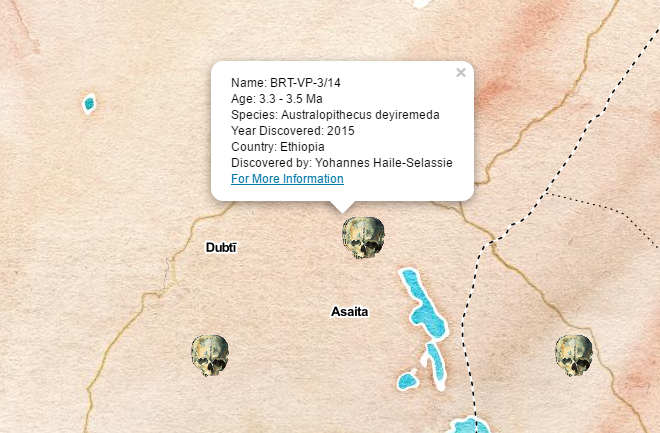 ×
Name: BRT-VP-3/14
Age: 3.3 - 3.5 Ma
Species: Australopithecus deyiremeda
Year Discovered: 2015
Country: Ethiopia
Discovered by: Yohannes Haile-Selassie
For More Information
Dubtī
Asaita